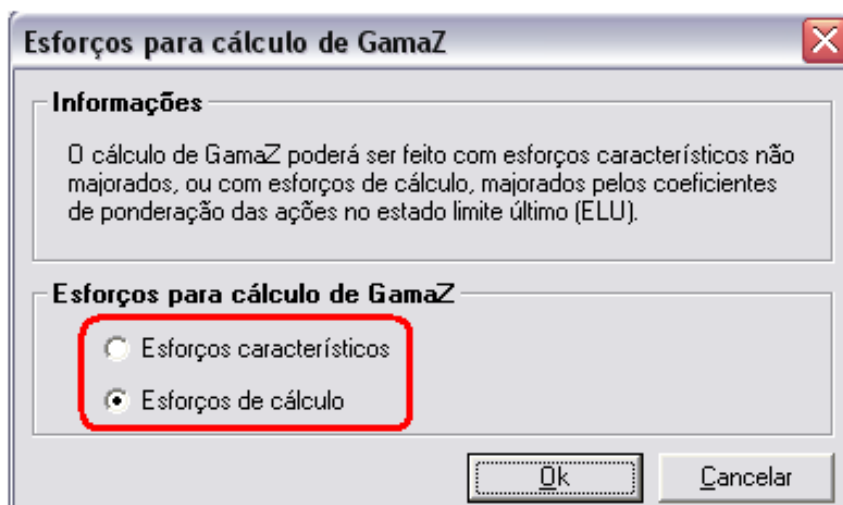 Esforços para cálculo de GamaZ
Informações
O cálculo de GamaZ poderá ser feito com esforços característicos não
majorados, ou com esforços de cálculo, majorados pelos coeficientes
de ponderação das ações no estado limite último (ELU).
Esforços para cálculo de GamaZ
Esforços característicos
Esforços de cálculo
Ok
Cancelar